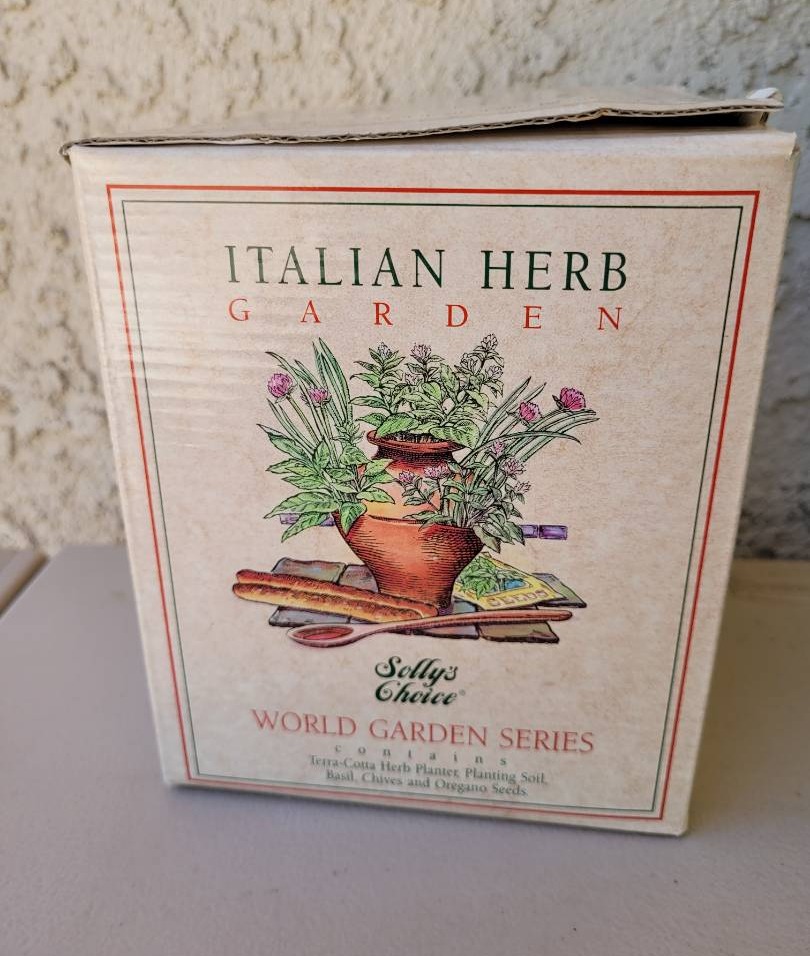 ITALIAN HERB
GARDEN
SEEDS
Solly's
Choice®
WORLD GARDEN SERIES
contains
Terra-Cotta Herb Planter, Planting Soil,
Basil, Chives and Oregano Seeds.